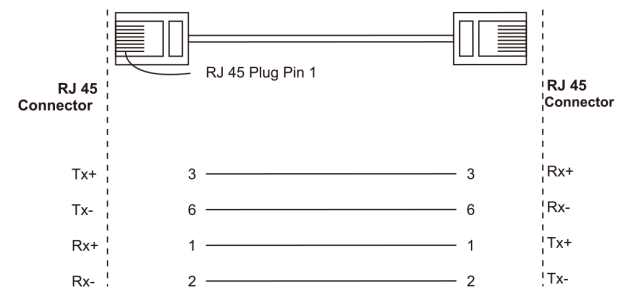 RJ 45 Plug Pin 1
RJ 45
Connector
RJ 45
Connector
Tx+ 3 3 Rx+
Tx- 6 6 Rx-
Rx+ 1 1 Tx+
Rx- 2 2 Tx-